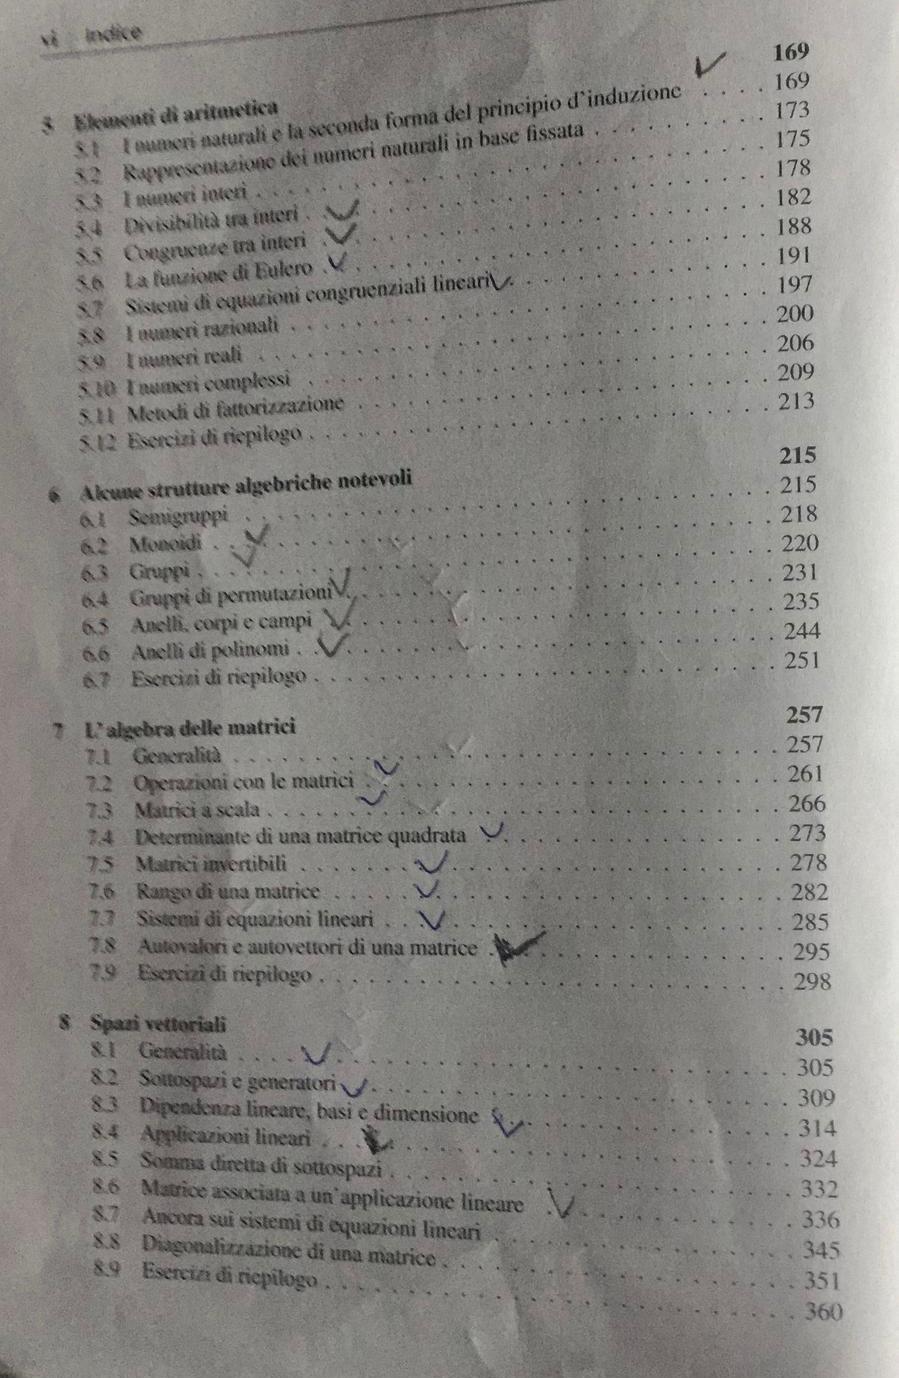 vi Indice
5 Elementi di aritmetica 169
5.1 I numeri naturali e la seconda forma del principio d'induzione . . . . 169
5.2 Rappresentazione dei numeri naturali in base fissata . . . . . . . . . . 173
5.3 I numeri interi . . . . . . . . . . . . . . . . . . . . 175
5.4 Divisibilità tra interi . . . . . . . . . . . . . . . . . . . . 178
5.5 Congruenze tra interi . . . . . . . . . . . . . . . . . . . . 182
5.6 La funzione di Eulero . . . . . . . . . . . . . . . . . . . . 188
5.7 Sistemi di equazioni congruenziali lineari . . . . . . . . . . . . . 191
5.8 I numeri razionali . . . . . . . . . . . . . . . . . . . . 197
5.9 I numeri reali . . . . . . . . . . . . . . . . . . . . 200
5.10 I numeri complessi . . . . . . . . . . . . . . . . . . . . 206
5.11 Metodi di fattorizzazione . . . . . . . . . . . . . . . . . . . . 209
5.12 Esercizi di riepilogo . . . . . . . . . . . . . . . . . . . . 213
6 Alcune strutture algebriche notevoli 215
6.1 Semigruppi . . . . . . . . . . . . . . . . . . . . 215
6.2 Monoidi . . . . . . . . . . . . . . . . . . . . 218
6.3 Gruppi . . . . . . . . . . . . . . . . . . . . 220
6.4 Gruppi di permutazioni . . . . . . . . . . . . . . . . . . . . 231
6.5 Anelli, corpi e campi . . . . . . . . . . . . . . . . . . . . 235
6.6 Anelli di polinomi . . . . . . . . . . . . . . . . . . . . 244
6.7 Esercizi di riepilogo . . . . . . . . . . . . . . . . . . . . 251
7 L'algebra delle matrici 257
7.1 Generalità . . . . . . . . . . . . . . . . . . . . 257
7.2 Operazioni con le matrici . . . . . . . . . . . . . . . . . . . . 261
7.3 Matrici a scala . . . . . . . . . . . . . . . . . . . . 266
7.4 Determinante di una matrice quadrata . . . . . . . . . . . . . 273
7.5 Matrici invertibili . . . . . . . . . . . . . . . . . . . . 278
7.6 Rango di una matrice . . . . . . . . . . . . . . . . . . . . 282
7.7 Sistemi di equazioni lineari . . . . . . . . . . . . . . . . . . . . 285
7.8 Autovalori e autovettori di una matrice . . . . . . . . . . . . . 295
7.9 Esercizi di riepilogo . . . . . . . . . . . . . . . . . . . . 298
8 Spazi vettoriali 305
8.1 Generalità . . . . . . . . . . . . . . . . . . . . 305
8.2 Sottospazi e generatori . . . . . . . . . . . . . . . . . . . . 309
8.3 Dipendenza lineare, basi e dimensione . . . . . . . . . . . . . 314
8.4 Applicazioni lineari . . . . . . . . . . . . . . . . . . . . 324
8.5 Somma diretta di sottospazi . . . . . . . . . . . . . . . . . . . . 332
8.6 Matrice associata a un'applicazione lineare . . . . . . . . . . 336
8.7 Ancora sui sistemi di equazioni lineari . . . . . . . . . . . . . 345
8.8 Diagonalizzazione di una matrice . . . . . . . . . . . . . . . 351
8.9 Esercizi di riepilogo . . . . . . . . . . . . . . . . . . . . 360